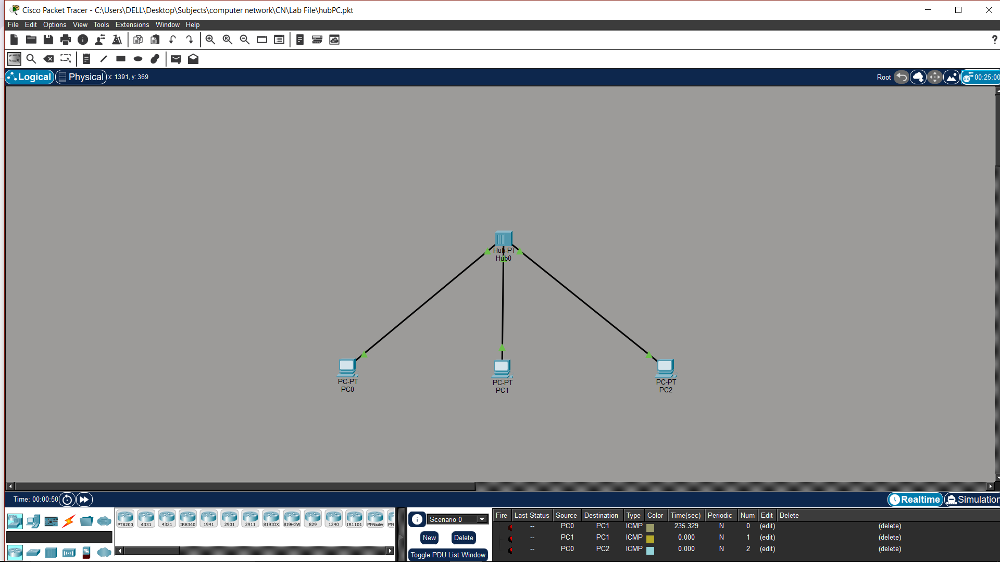 Cisco Packet Tracer - C:\Users\DELL\Desktop\Subjects\computer network\CN\Lab File\hubPC.pkt
File Edit Options View Tools Extensions Window Help
?
Logical Physical x: 1391, y: 369 Root 00:25:00
Hub-PT
Hub0
PC-PT
PC0
PC-PT
PC1
PC-PT
PC2
Time: 00:00:50 Realtime Simulation
PT8200 4331 4321 IR8340 1941 2901 2911 819IOX 819HGW 829 1240 IR1101 PT-Router
Scenario 0
New Delete
Toggle PDU List Window
Fire Last Status Source Destination Type Color Time(sec) Periodic Num Edit Delete
-- PC0 PC1 ICMP 235.329 N 0 (edit) (delete)
-- PC1 PC1 ICMP 0.000 N 1 (edit) (delete)
-- PC0 PC2 ICMP 0.000 N 2 (edit) (delete)